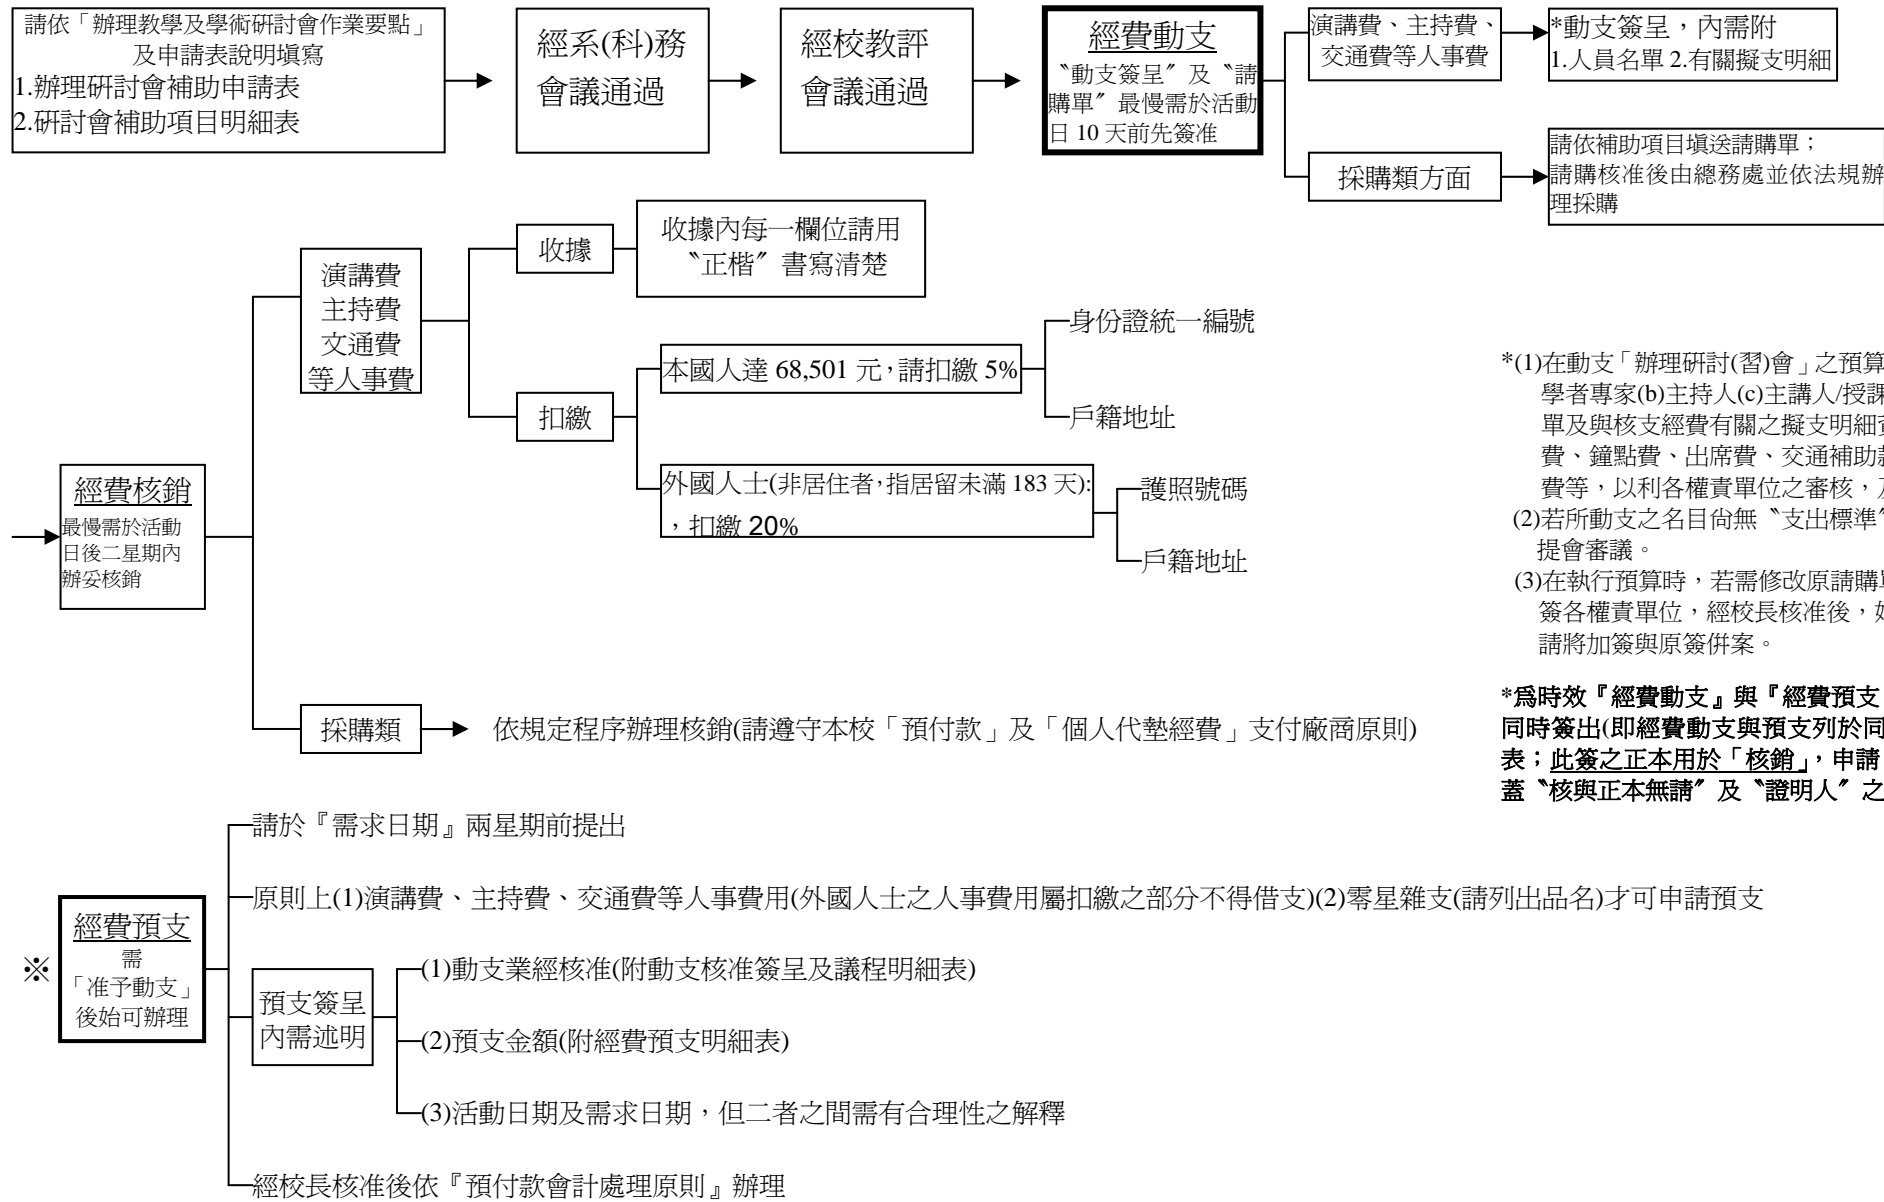 請依「辦理教學及學術研討會作業要點」
及申請表說明填寫
1.辦理研討會補助申請表
2.研討會補助項目明細表
經系(科)務
會議通過
經校教評
會議通過
經費動支
〝動支簽呈〞及〝請
購單〞最慢需於活動
日 10 天前先簽准
演講費、主持費、
交通費等人事費
*動支簽呈，內需附
1.人員名單 2.有關擬支明細
採購類方面
請依補助項目填送請購單；
請購核准後由總務處並依法規辦
理採購
經費核銷
最慢需於活動
日後二星期內
辦妥核銷
演講費
主持費
文通費
等人事費
收據
收據內每一欄位請用
〝正楷〞書寫清楚
扣繳
本國人達 68,501 元，請扣繳 5%
身份證統一編號
戶籍地址
外國人士(非居住者，指居留未滿 183 天):
，扣繳 20%
護照號碼
戶籍地址
採購類
依規定程序辦理核銷(請遵守本校「預付款」及「個人代墊經費」支付廠商原則)
*(1)在動支「辦理研討(習)會」之預算
學者專家(b)主持人(c)主講人/授課
單及與核支經費有關之擬支明細
費、鐘點費、出席費、交通補助
費等，以利各權責單位之審核，
(2)若所動支之名目尚無〝支出標準〞
提會審議。
(3)在執行預算時，若需修改原請購
簽各權責單位，經校長核准後，
請將加簽與原簽併案。
*為時效『經費動支』與『經費預支
同時簽出(即經費動支與預支列於同
表；此簽之正本用於「核銷」，申請
蓋〝核與正本無請〞及〝證明人〞之
※
經費預支
需
「准予動支」
後始可辦理
請於『需求日期』兩星期前提出
原則上(1)演講費、主持費、交通費等人事費用(外國人士之人事費用屬扣繳之部分不得借支)(2)零星雜支(請列出品名)才可申請預支
預支簽呈
內需述明
(1)動支業經核准(附動支核准簽呈及議程明細表)
(2)預支金額(附經費預支明細表)
(3)活動日期及需求日期，但二者之間需有合理性之解釋
經校長核准後依『預付款會計處理原則』辦理